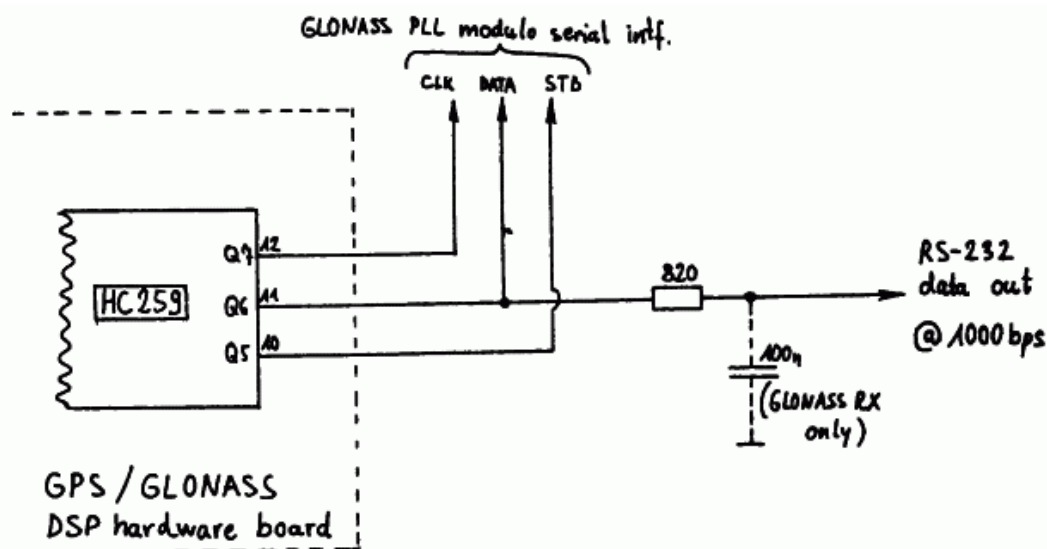 GLONASS PLL modulo serial intf.
CLK DATA STB
Q7 12
HC259
Q6 11
Q5 10
820
RS-232
data out
@ 1000 bps
100n
(GLONASS RX
only)
GPS / GLONASS
DSP hardware board